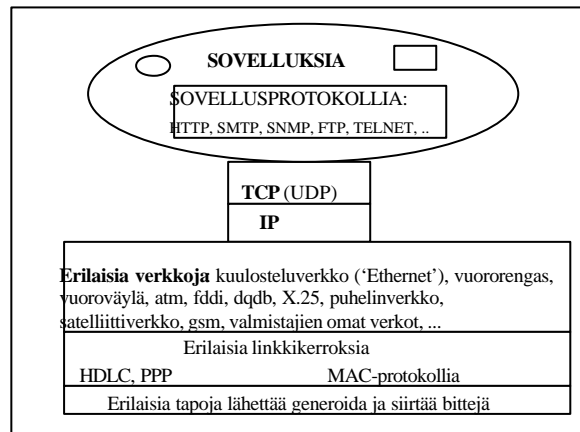 SOVELLUKSIA
SOVELLUSPROTOKOLLIA:
HTTP, SMTP, SNMP, FTP, TELNET, ..
TCP (UDP)
IP
Erilaisia verkkoja: kuulosteluverkko (‘Ethernet’), vuororengas,
vuoroväylä, atm, fddi, dqdb, X.25, puhelinverkko,
satelliittiverkko, gsm, valmistajien omat verkot, ...
Erilaisia linkkikerroksia
HDLC, PPP MAC-protokollia
Erilaisia tapoja lähettää generoida ja siirtää bittejä